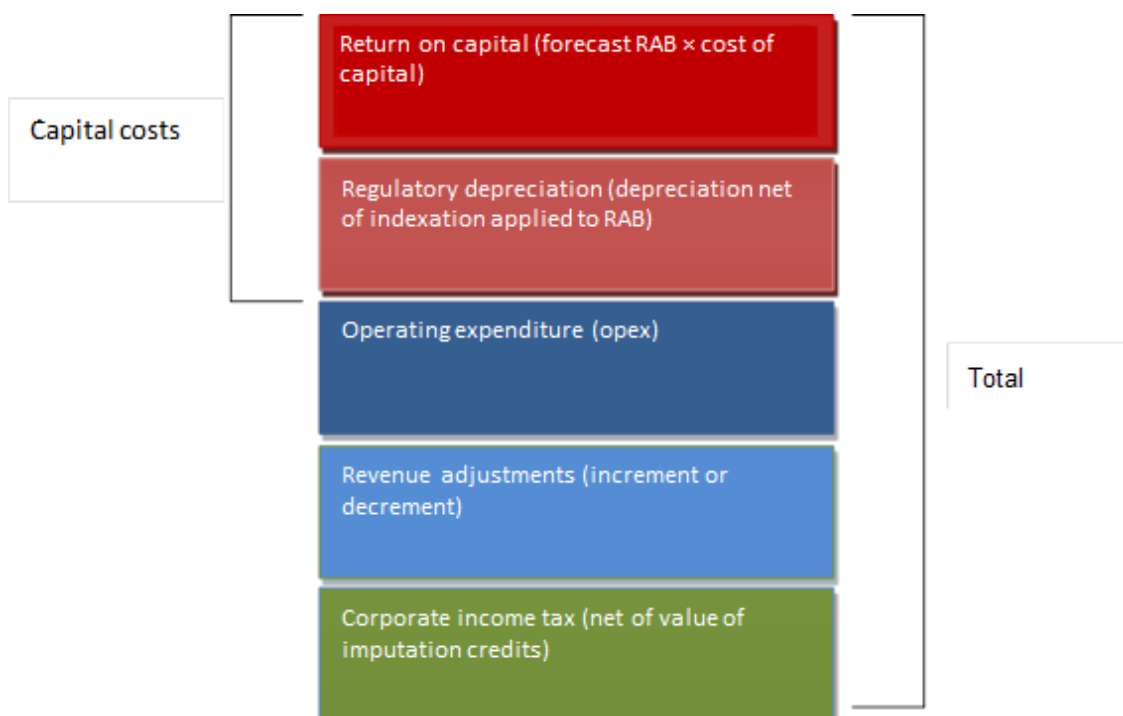 Return on capital (forecast RAB × cost of
capital)
Capital costs
Regulatory depreciation (depreciation net
of indexation applied to RAB)
Operating expenditure (opex)
Total
Revenue adjustments (increment or
decrement)
Corporate income tax (net of value of
imputation credits)